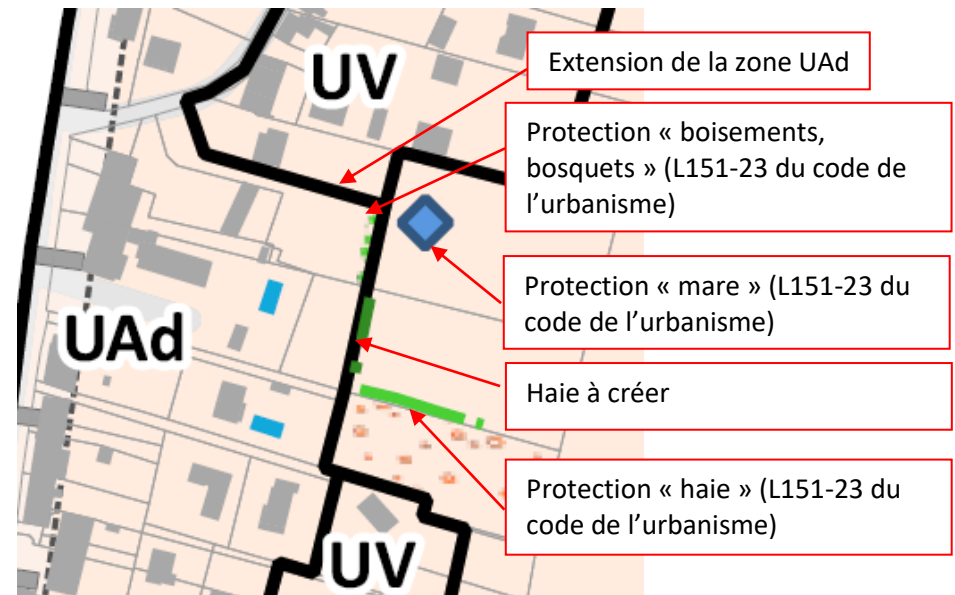 UV
Extension de la zone UAd
Protection « boisements,
bosquets » (L151-23 du code de
l’urbanisme)
Protection « mare » (L151-23 du
code de l’urbanisme)
UAd
Haie à créer
Protection « haie » (L151-23 du
code de l’urbanisme)
UV